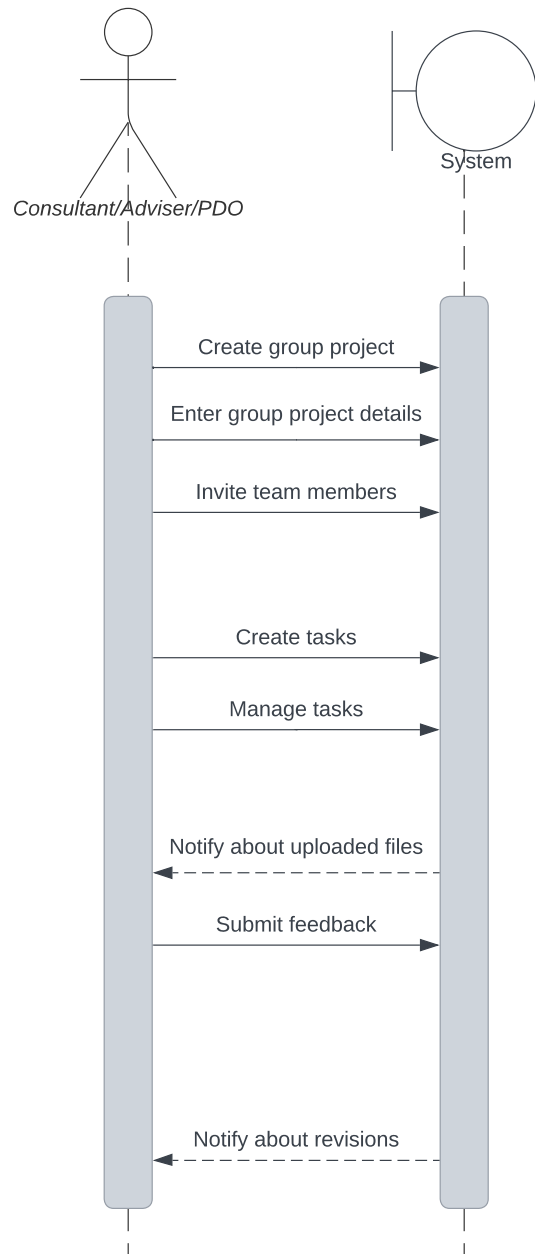 System
Consultant/Adviser/PDO
Create group project
Enter group project details
Invite team members
Create tasks
Manage tasks
Notify about uploaded files
Submit feedback
Notify about revisions